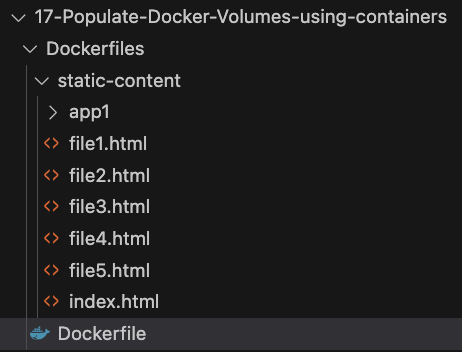 17-Populate-Docker-Volumes-using-containers
Dockerfiles
static-content
app1
file1.html
file2.html
file3.html
file4.html
file5.html
index.html
Dockerfile